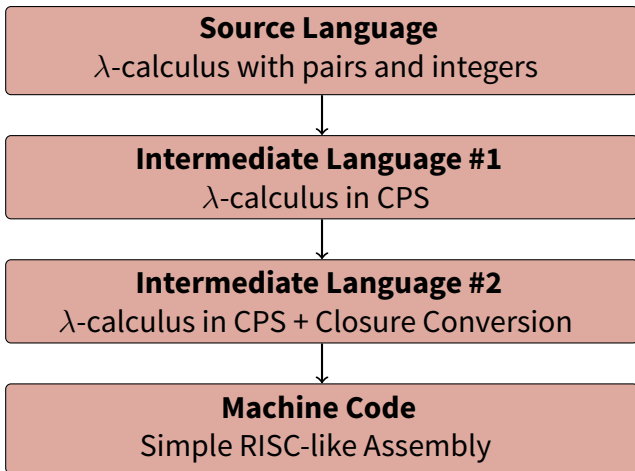 Source Language
λ-calculus with pairs and integers
Intermediate Language #1
λ-calculus in CPS
Intermediate Language #2
λ-calculus in CPS + Closure Conversion
Machine Code
Simple RISC-like Assembly